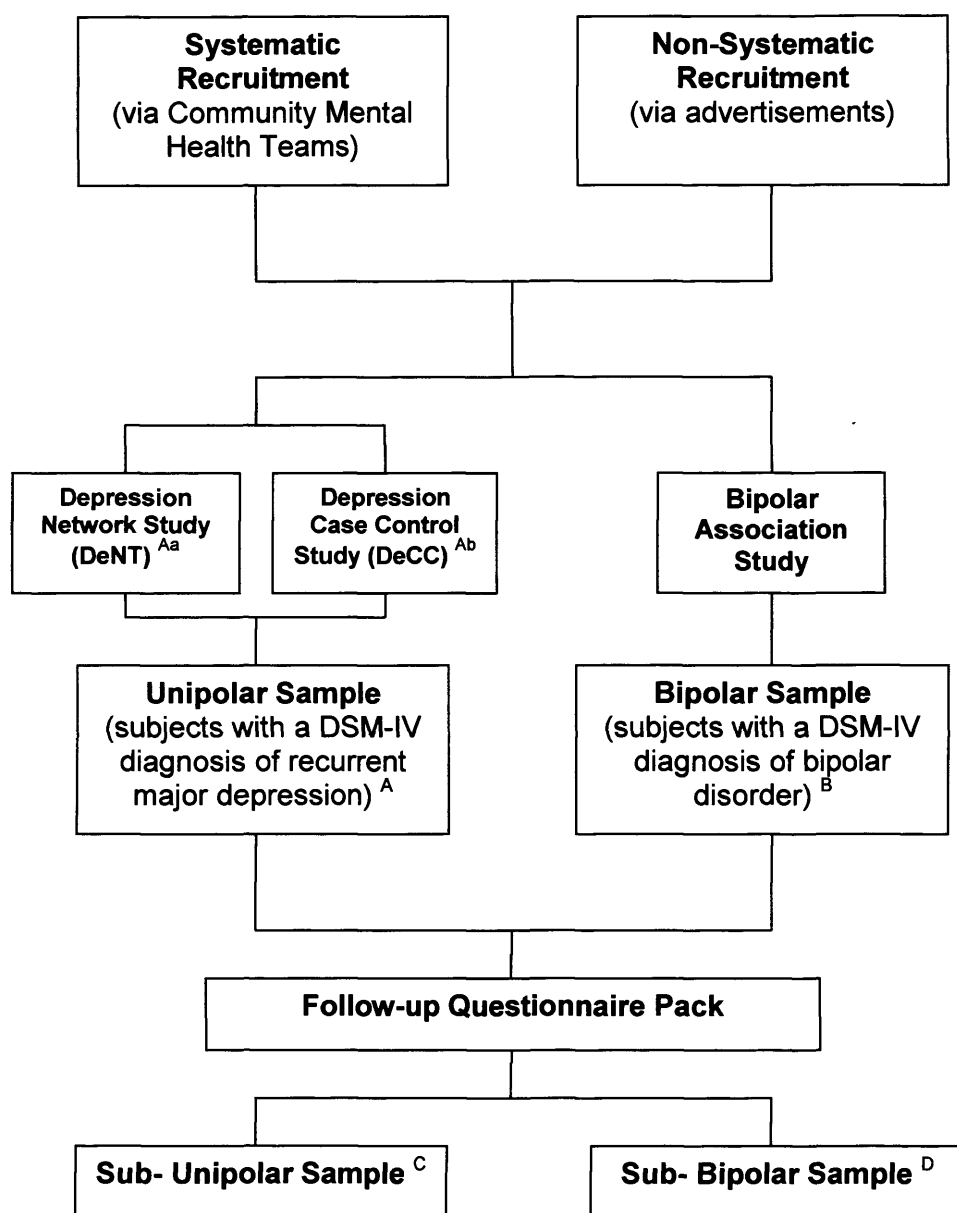 Systematic
Recruitment
(via Community Mental
Health Teams)
Non-Systematic
Recruitment
(via advertisements)
Depression
Network Study
(DeNT) Aa
Depression
Case Control
Study (DeCC) Ab
Bipolar
Association
Study
Unipolar Sample
(subjects with a DSM-IV
diagnosis of recurrent
major depression) A
Bipolar Sample
(subjects with a DSM-IV
diagnosis of bipolar
disorder) B
Follow-up Questionnaire Pack
Sub- Unipolar Sample C
Sub- Bipolar Sample D